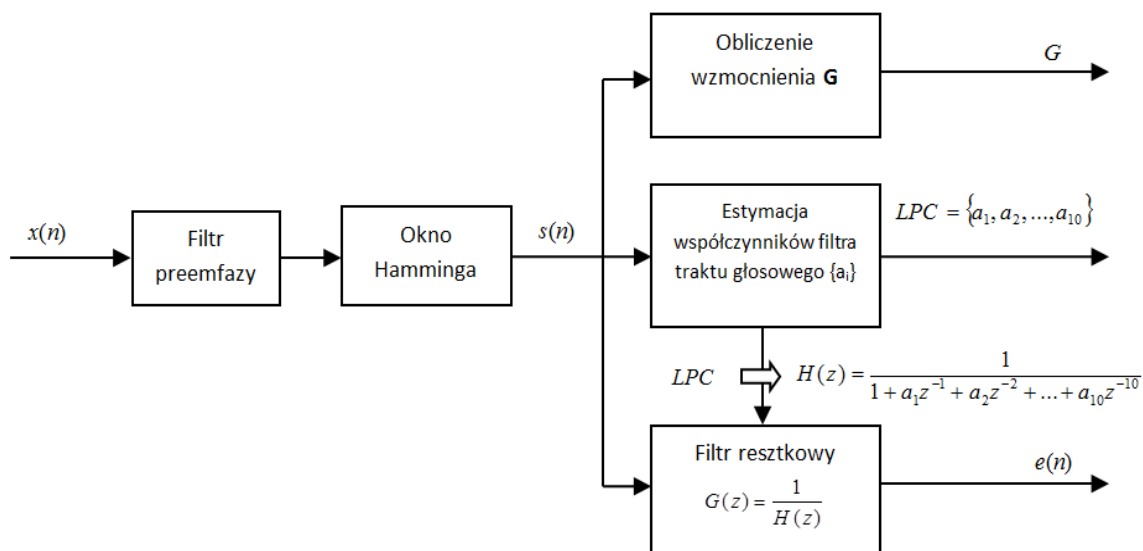 Obliczenie
wzmocnienia G
G
x(n)
Filtr
preemfazy
Okno
Hamminga
s(n)
Estymacja
współczynników filtra
traktu głosowego {aᵢ}
LPC = {a₁, a₂, ..., a₁₀}
LPC
H(z) = 1 / (1 + a₁z⁻¹ + a₂z⁻² + ... + a₁₀z⁻¹⁰)
Filtr resztkowy
G(z) = 1 / H(z)
e(n)